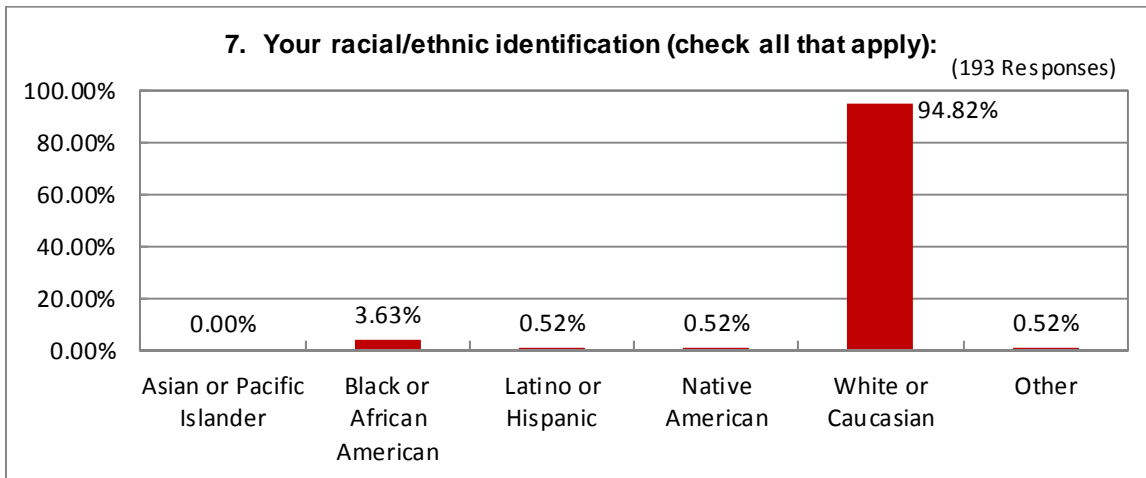 7. Your racial/ethnic identification (check all that apply):
(193 Responses)
100.00%
80.00%
60.00%
40.00%
20.00%
0.00%
0.00%
3.63%
0.52%
0.52%
94.82%
0.52%
Asian or Pacific
Islander
Black or
African
American
Latino or
Hispanic
Native
American
White or
Caucasian
Other